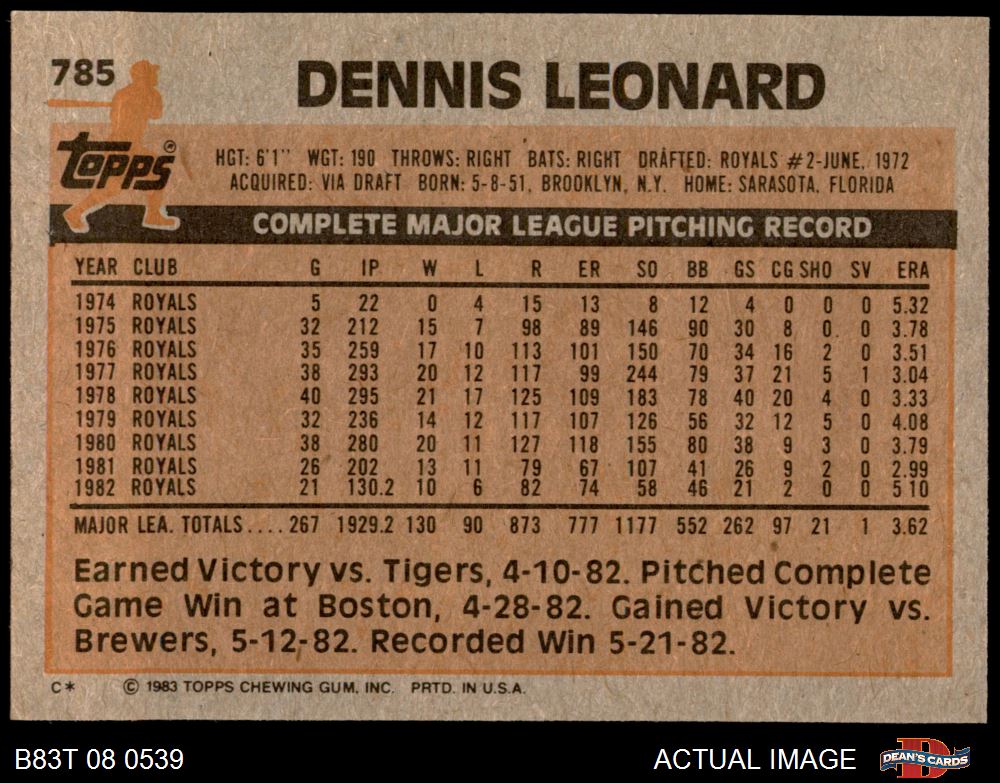 785
DENNIS LEONARD
Topps®
HGT: 6'1" WGT: 190 THROWS: RIGHT BATS: RIGHT DRAFTED: ROYALS #2-JUNE, 1972
ACQUIRED: VIA DRAFT BORN: 5-8-51, BROOKLYN, N.Y. HOME: SARASOTA, FLORIDA
COMPLETE MAJOR LEAGUE PITCHING RECORD
YEAR CLUB G IP W L R ER SO BB GS CG SHO SV ERA
1974 ROYALS 5 22 0 4 15 13 8 12 4 0 0 0 5.32
1975 ROYALS 32 212 15 7 98 89 146 90 30 8 0 0 3.78
1976 ROYALS 35 259 17 10 113 101 150 70 34 16 2 0 3.51
1977 ROYALS 38 293 20 12 117 99 244 79 37 21 5 1 3.04
1978 ROYALS 40 295 21 17 125 109 183 78 40 20 4 0 3.33
1979 ROYALS 32 236 14 12 117 107 126 56 32 12 5 0 4.08
1980 ROYALS 38 280 20 11 127 118 155 80 38 9 3 0 3.79
1981 ROYALS 26 202 13 11 79 67 107 41 26 9 2 0 2.99
1982 ROYALS 21 130.2 10 6 82 74 58 46 21 2 0 0 5.10
MAJOR LEA. TOTALS.... 267 1929.2 130 90 873 777 1177 552 262 97 21 1 3.62
Earned Victory vs. Tigers, 4-10-82. Pitched Complete
Game Win at Boston, 4-28-82. Gained Victory vs.
Brewers, 5-12-82. Recorded Win 5-21-82.
C* © 1983 TOPPS CHEWING GUM, INC. PRTD. IN U.S.A.
B83T 08 0539 ACTUAL IMAGE DEAN'S CARDS